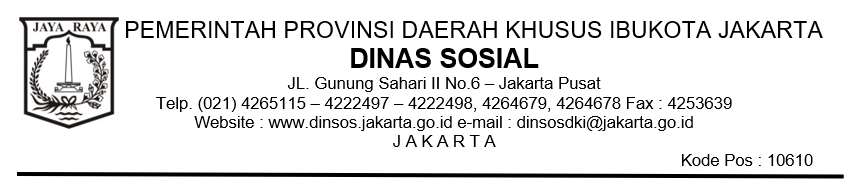 JAYA RAYA
PEMERINTAH PROVINSI DAERAH KHUSUS IBUKOTA JAKARTA
DINAS SOSIAL
JL. Gunung Sahari II No.6 – Jakarta Pusat
Telp. (021) 4265115 – 4222497 – 4222498, 4264679, 4264678 Fax : 4253639
Website : www.dinsos.jakarta.go.id e-mail : dinsosdki@jakarta.go.id
J A K A R T A
Kode Pos : 10610